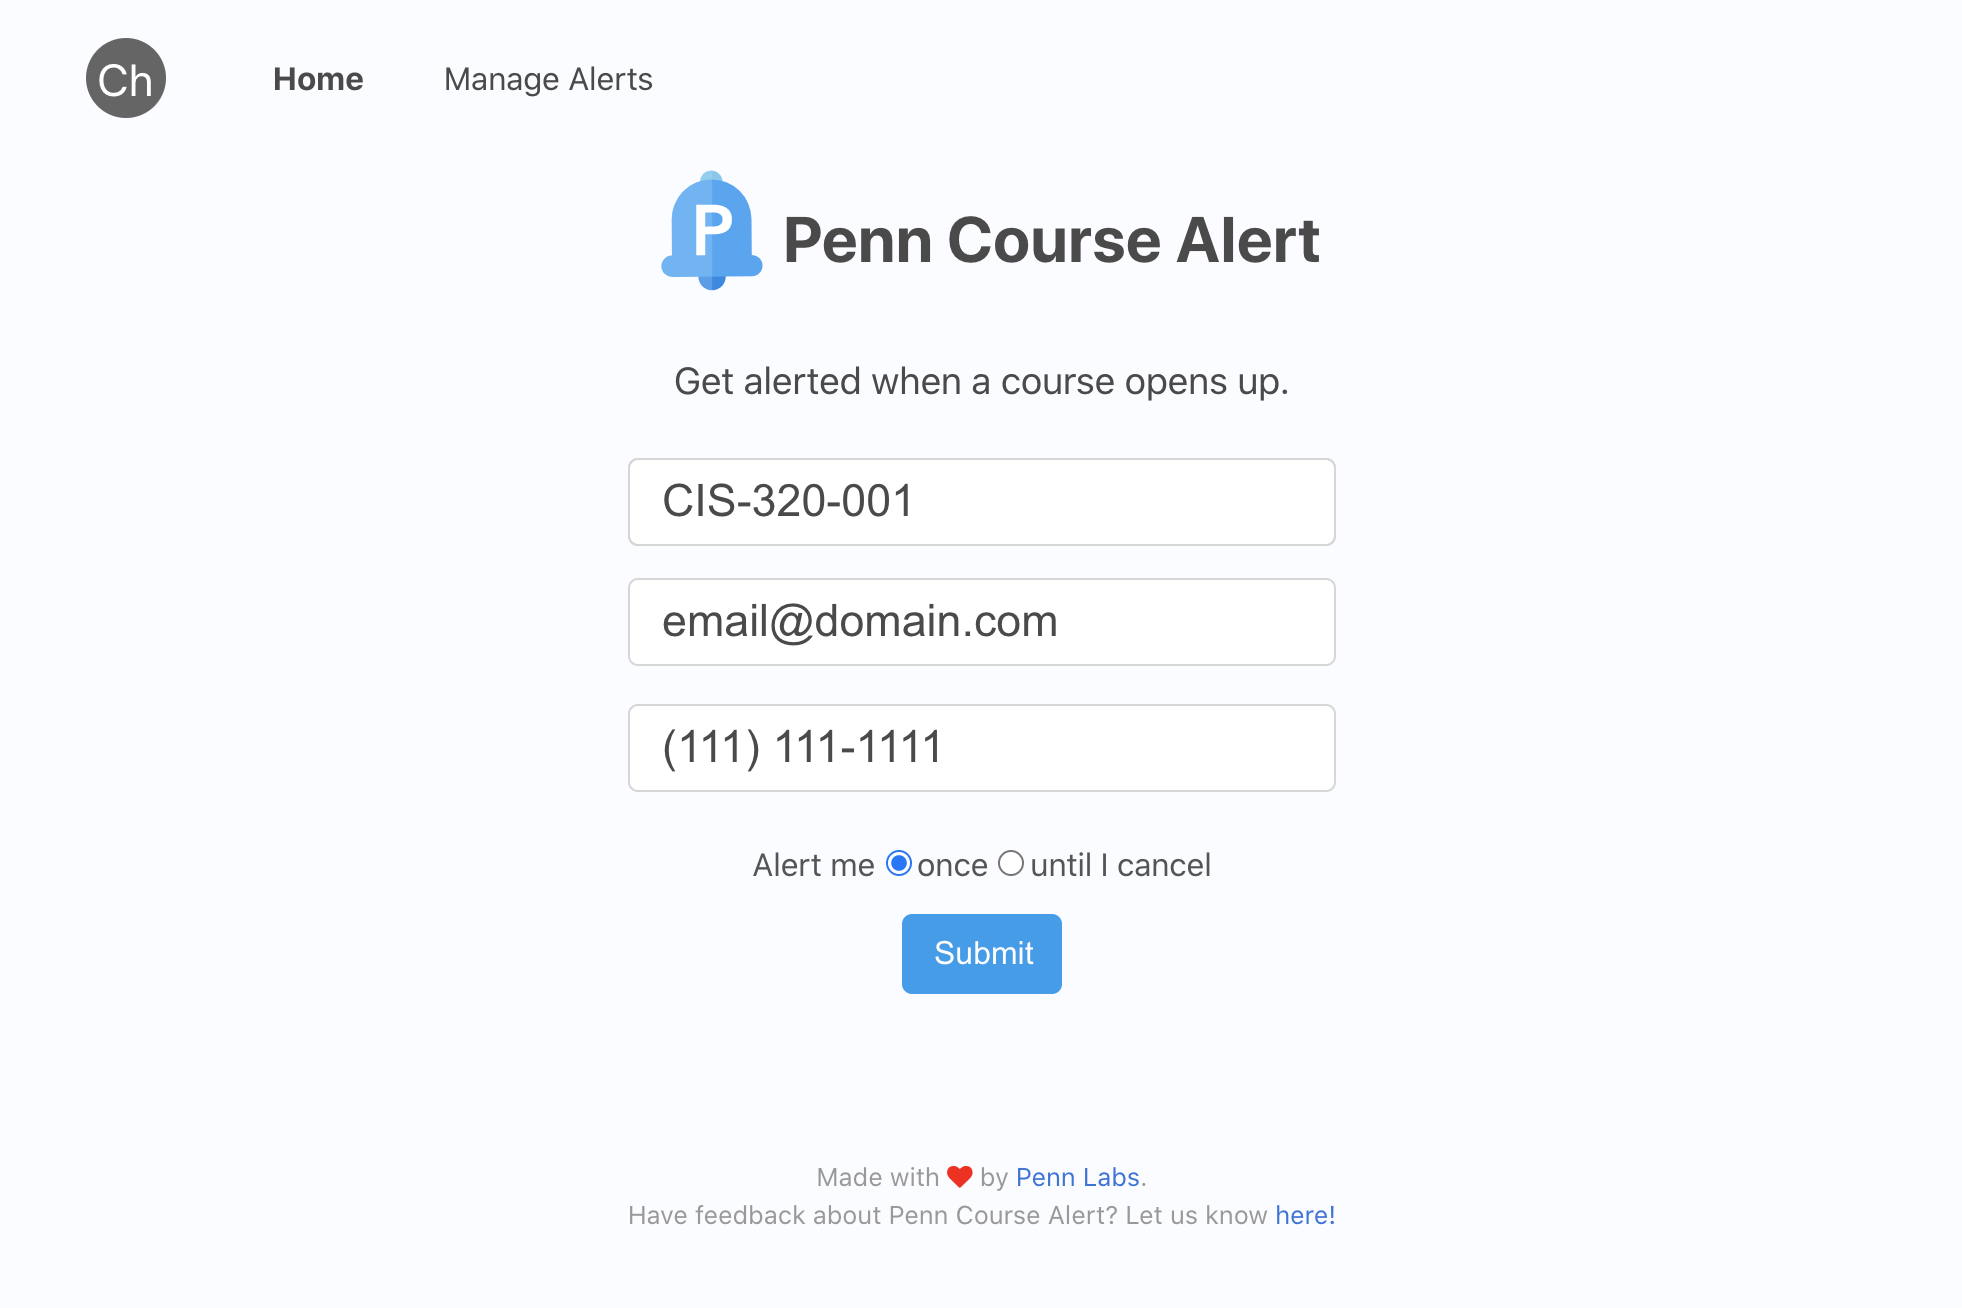 Ch Home Manage Alerts
P Penn Course Alert
Get alerted when a course opens up.
CIS-320-001
email@domain.com
(111) 111-1111
Alert me once until I cancel
Submit
Made with ❤ by Penn Labs.
Have feedback about Penn Course Alert? Let us know here!